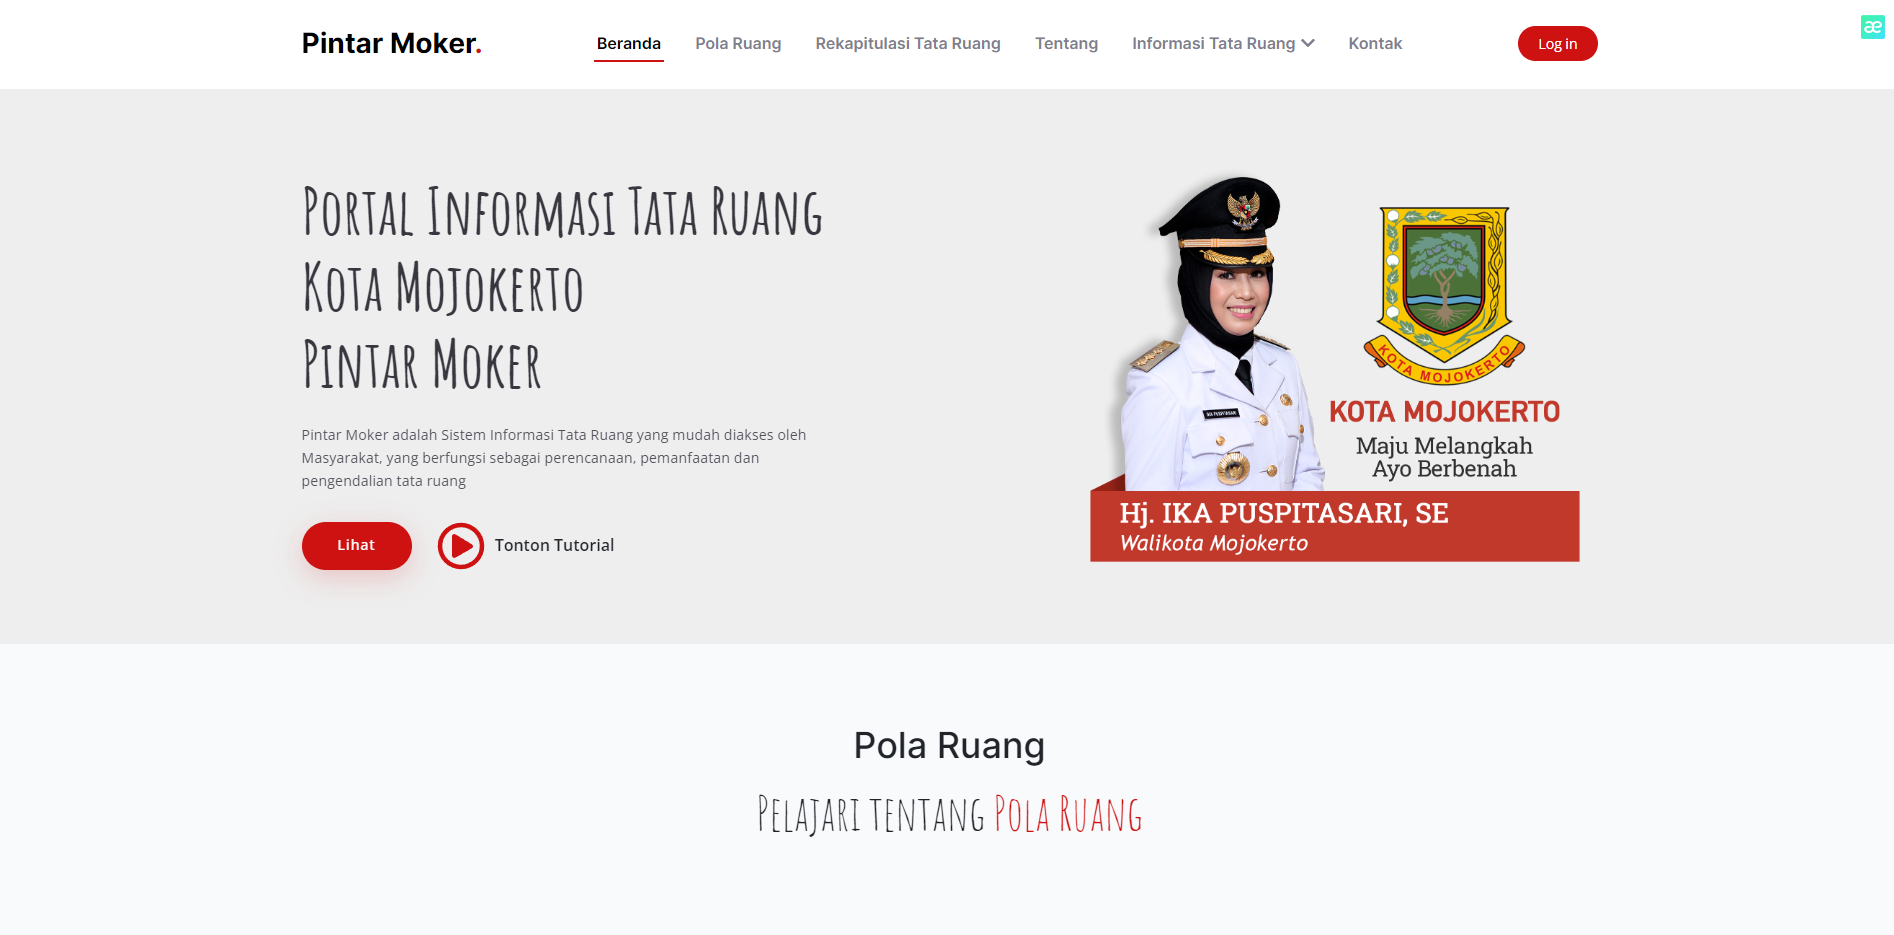 Pintar Moker.
Beranda
Pola Ruang
Rekapitulasi Tata Ruang
Tentang
Informasi Tata Ruang
Kontak
Log in
æ
Portal Informasi Tata Ruang
Kota Mojokerto
Pintar Moker
Pintar Moker adalah Sistem Informasi Tata Ruang yang mudah diakses oleh
Masyarakat, yang berfungsi sebagai perencanaan, pemanfaatan dan
pengendalian tata ruang
Lihat
Tonton Tutorial
IKA PUSPITASARI
KOTA MOJOKERTO
KOTA MOJOKERTO
Maju Melangkah
Ayo Berbenah
Hj. IKA PUSPITASARI, SE
Walikota Mojokerto
Pola Ruang
Pelajari tentang Pola Ruang